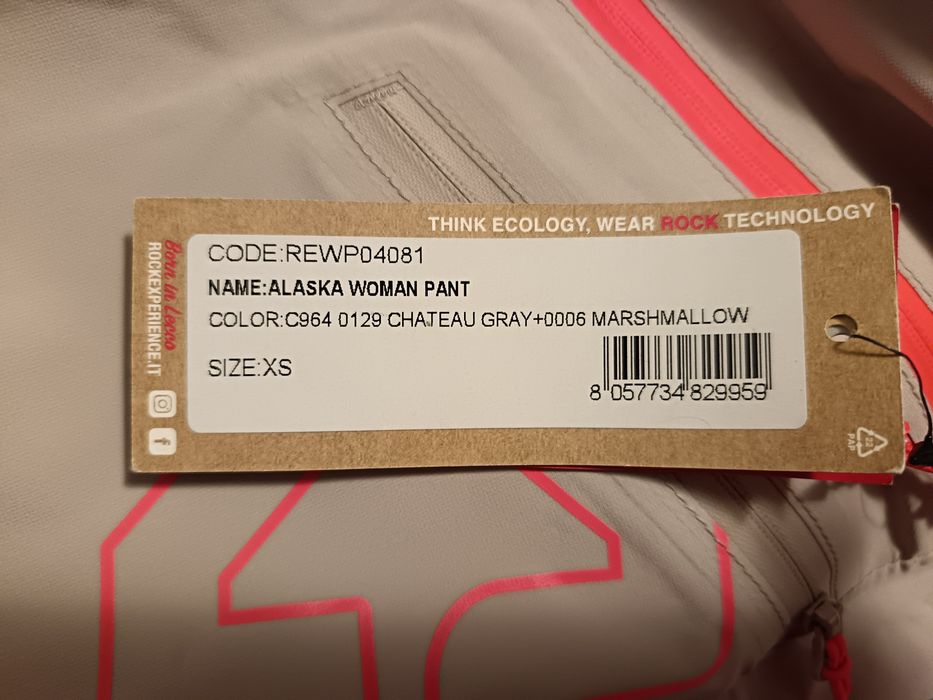 THINK ECOLOGY, WEAR ROCK TECHNOLOGY
CODE:REWP04081
NAME:ALASKA WOMAN PANT
COLOR:C964 0129 CHATEAU GRAY+0006 MARSHMALLOW
SIZE:XS
8 057734 829959
Born in Lecco
ROCKEXPERIENCE.IT
22
PAP